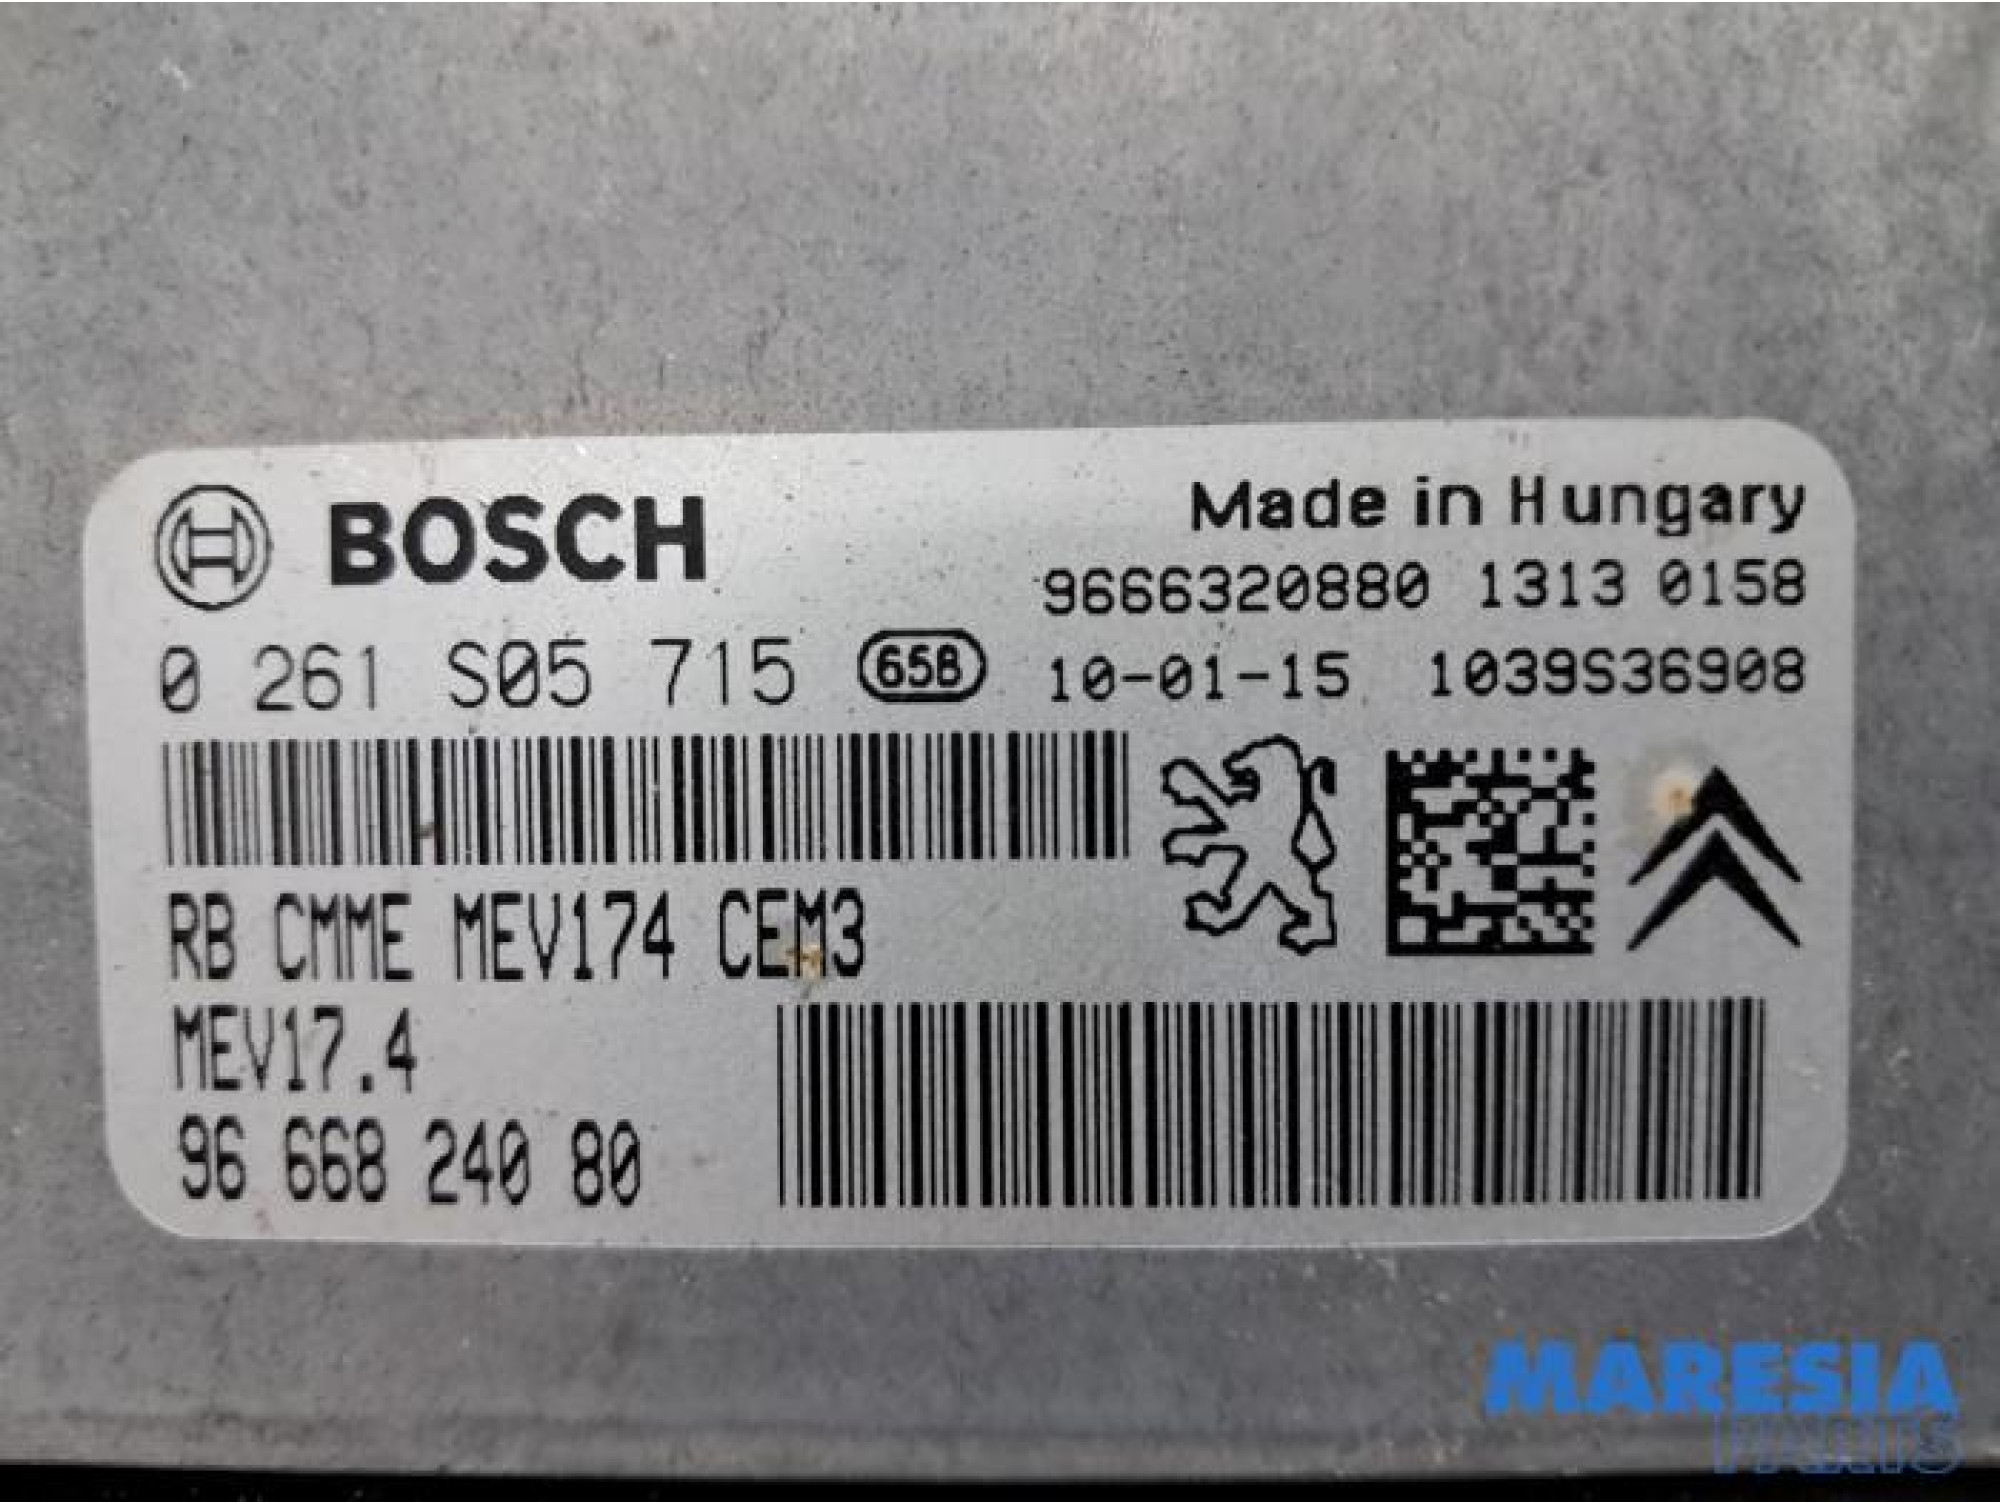 BOSCH
Made in Hungary
9666320880 1313 0158
0 261 S05 715 658 10-01-15 1039S36908
RB CMME MEV174 CEM3
MEV17.4
96 668 240 80
MARESIA
PARTS